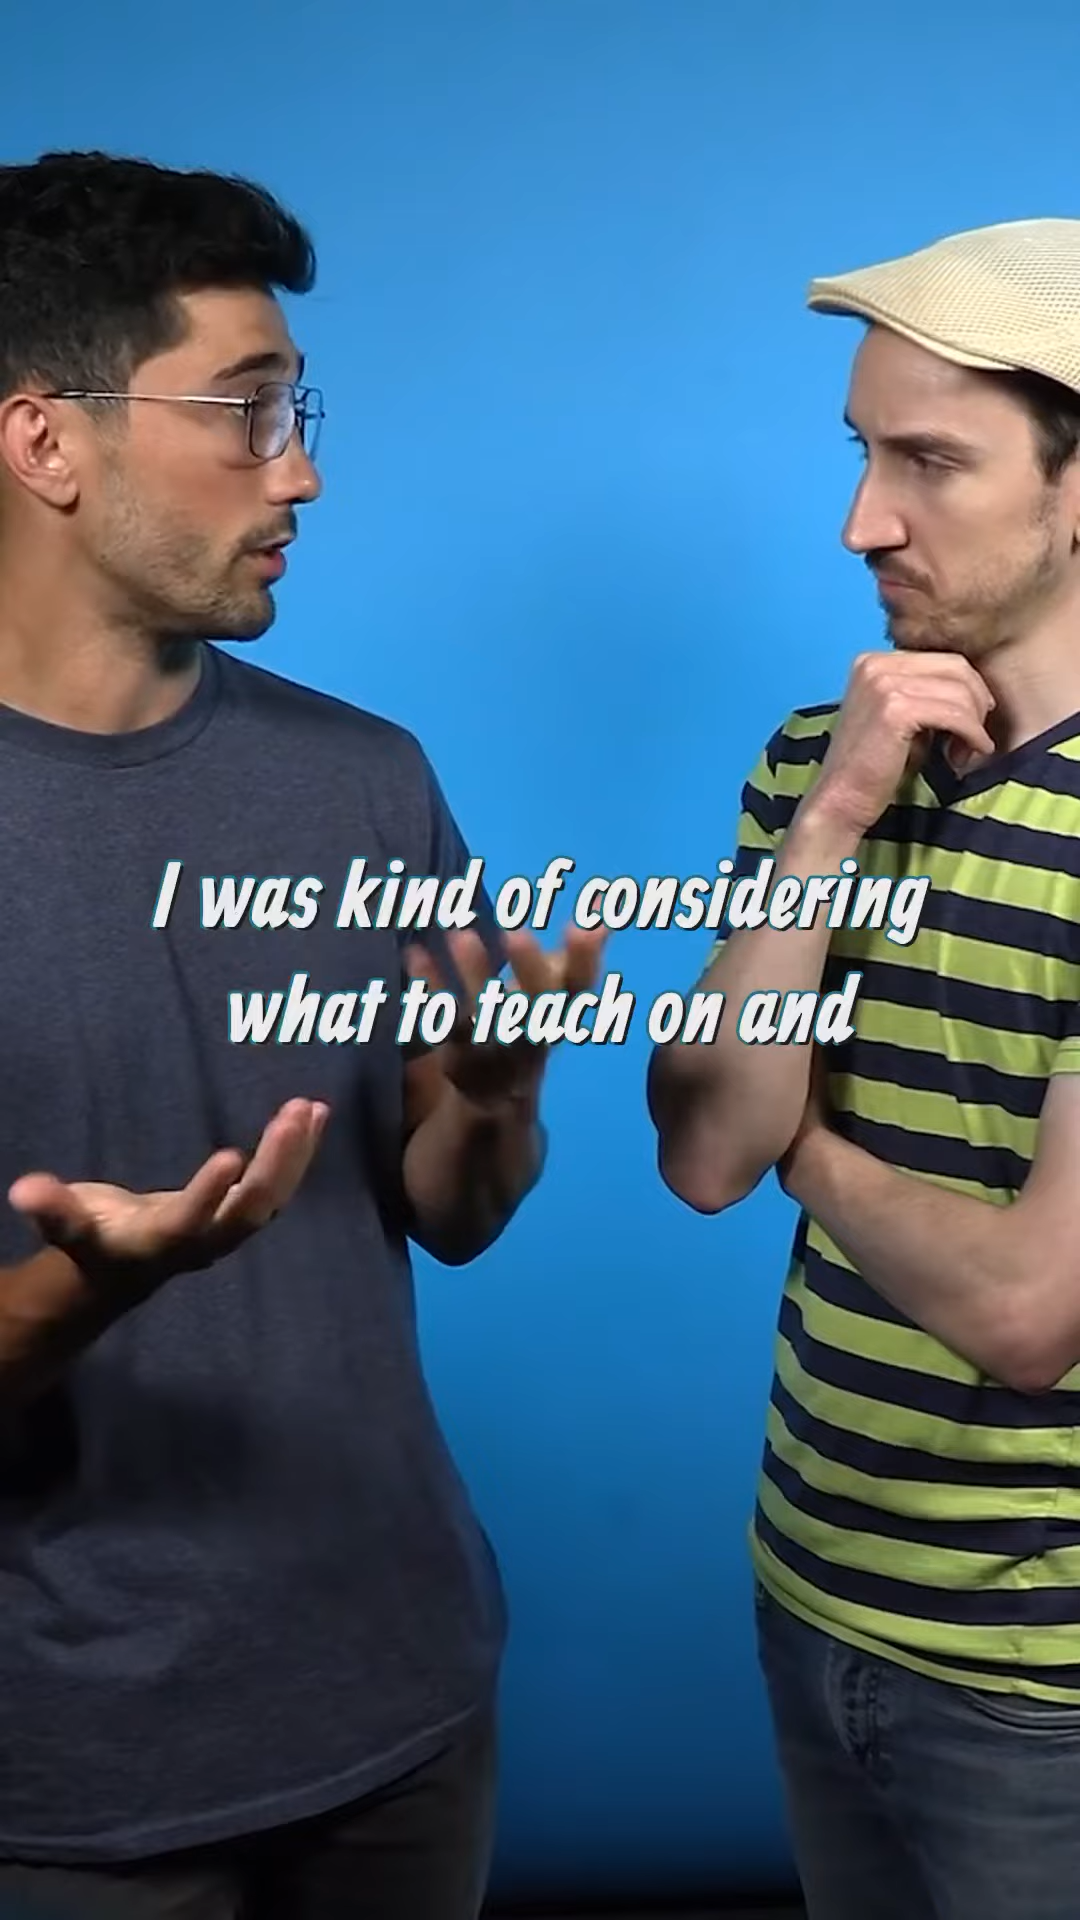 I was kind of considering
what to teach on and